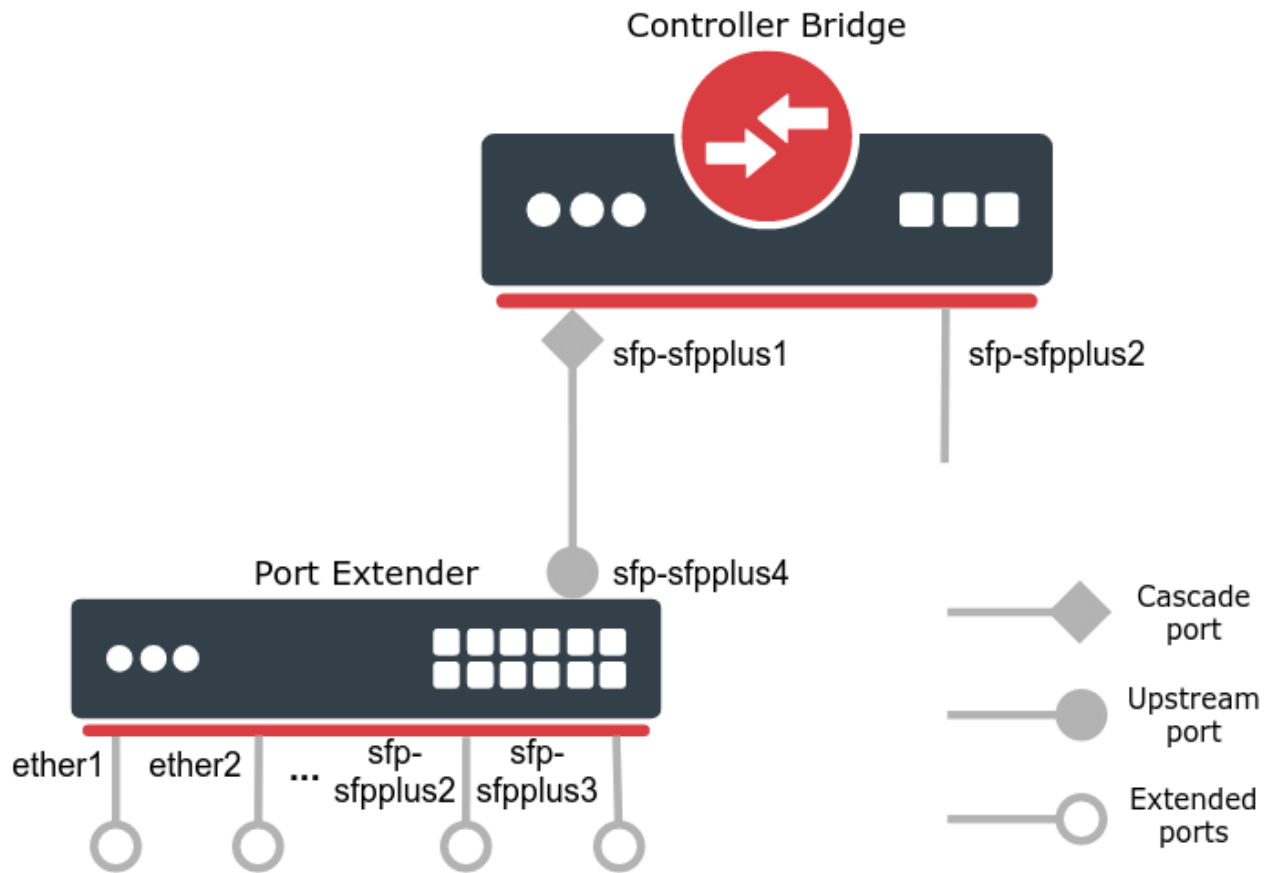 Controller Bridge
sfp-sfpplus1
sfp-sfpplus2
Port Extender
sfp-sfpplus4
ether1
ether2
...
sfp-
sfpplus2
sfp-
sfpplus3
Cascade
port
Upstream
port
Extended
ports